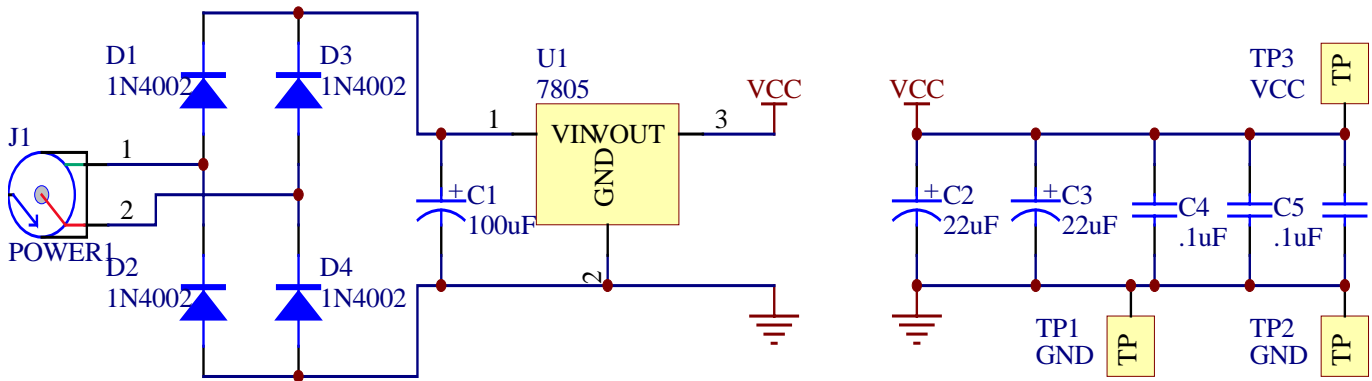 D1
1N4002
D3
1N4002
J1
1
2
POWER1
D2
1N4002
D4
1N4002
+
C1
100uF
U1
7805
1
VIN
VOUT
GND
3
2
VCC
VCC
+
C2
22uF
+
C3
22uF
C4
.1uF
C5
.1uF
TP3
VCC
TP
TP1
GND
TP
TP2
GND
TP